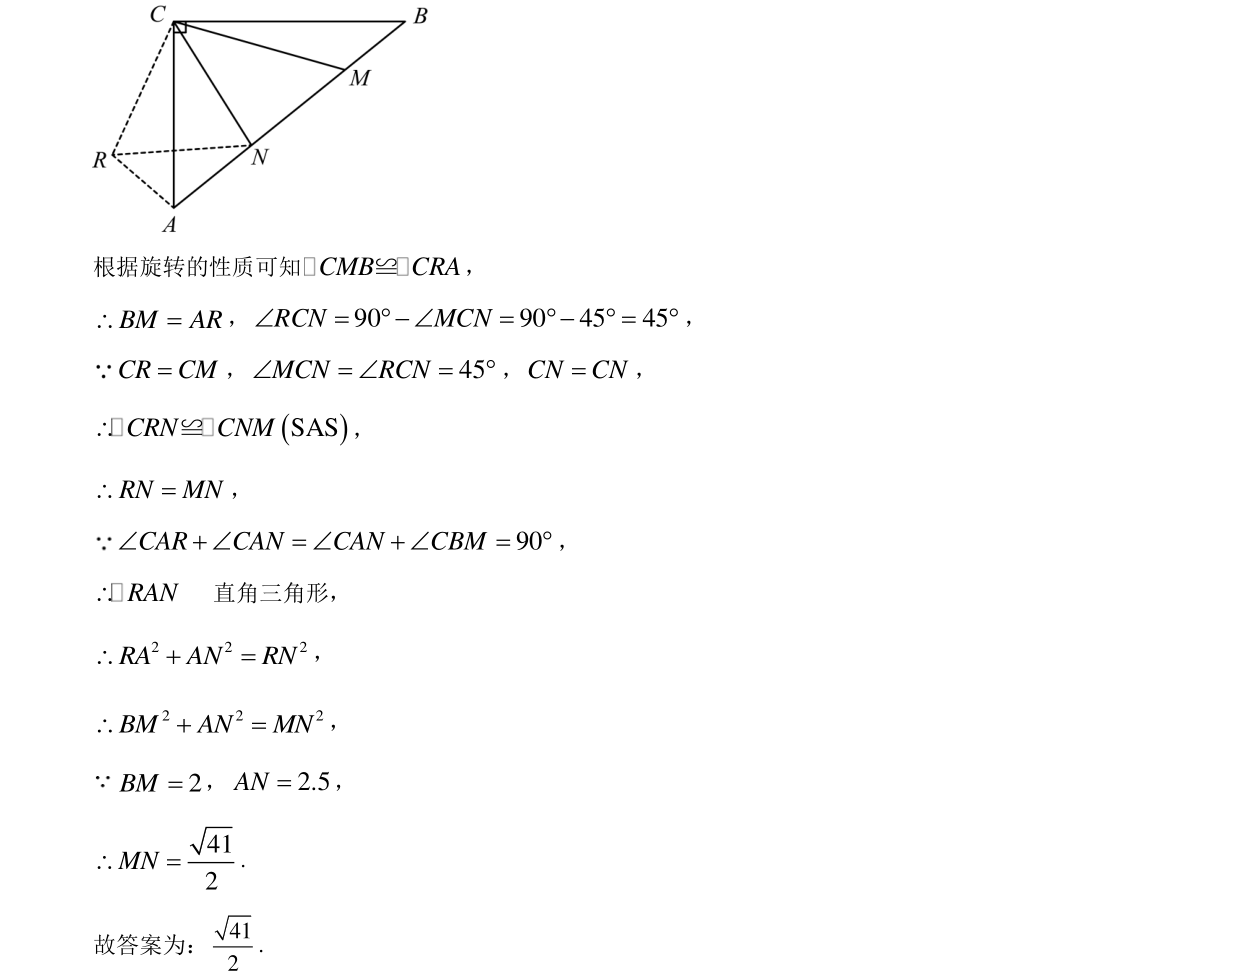 C
B
M
R
N
A
根据旋转的性质可知□CMB≌□CRA，
∴BM = AR，∠RCN = 90° − ∠MCN = 90° − 45° = 45°，
∵CR = CM，∠MCN = ∠RCN = 45°，CN = CN，
∴□CRN≌□CNM (SAS)，
∴RN = MN，
∵∠CAR + ∠CAN = ∠CAN + ∠CBM = 90°，
∴□RAN 直角三角形，
∴RA² + AN² = RN²，
∴BM² + AN² = MN²，
∵BM = 2，AN = 2.5，
∴MN = √41/2.
故答案为：√41/2.